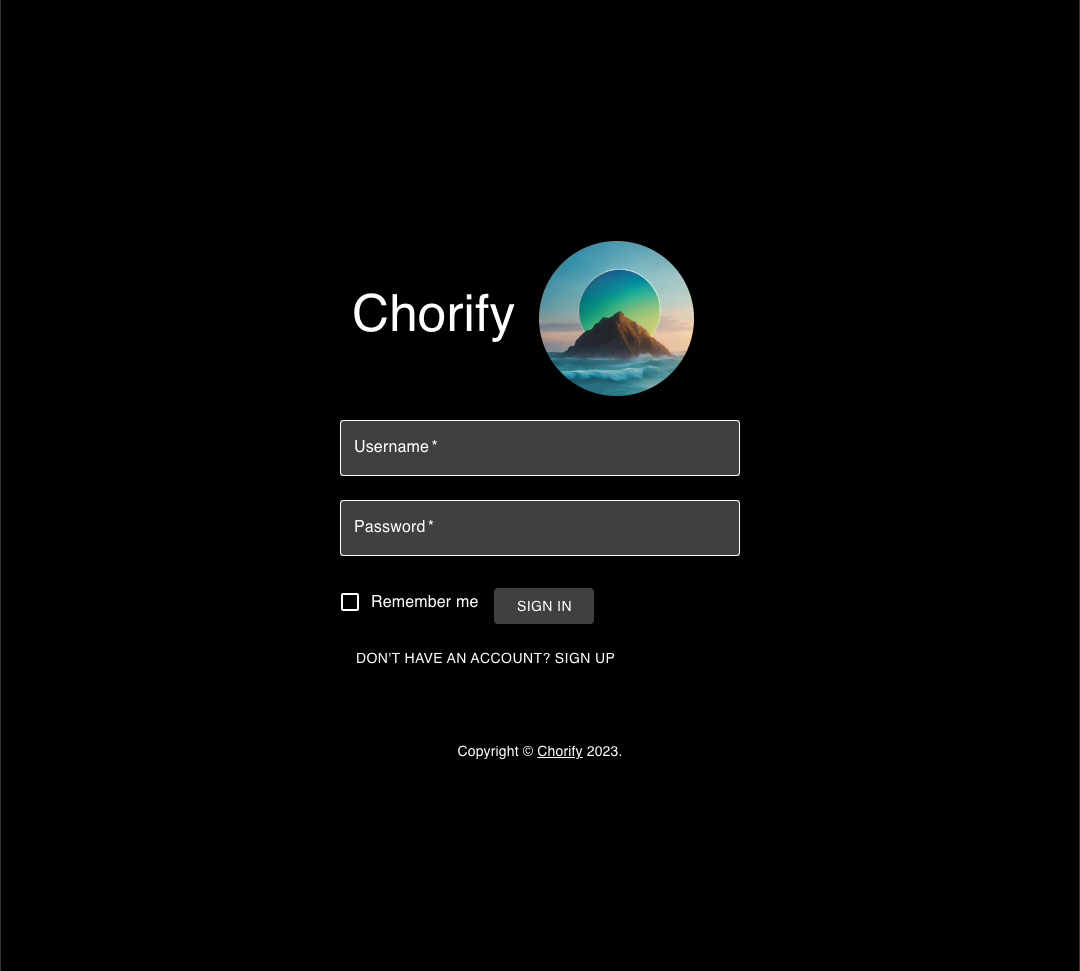 Chorify
Username *
Password *
Remember me
SIGN IN
DON'T HAVE AN ACCOUNT? SIGN UP
Copyright © Chorify 2023.